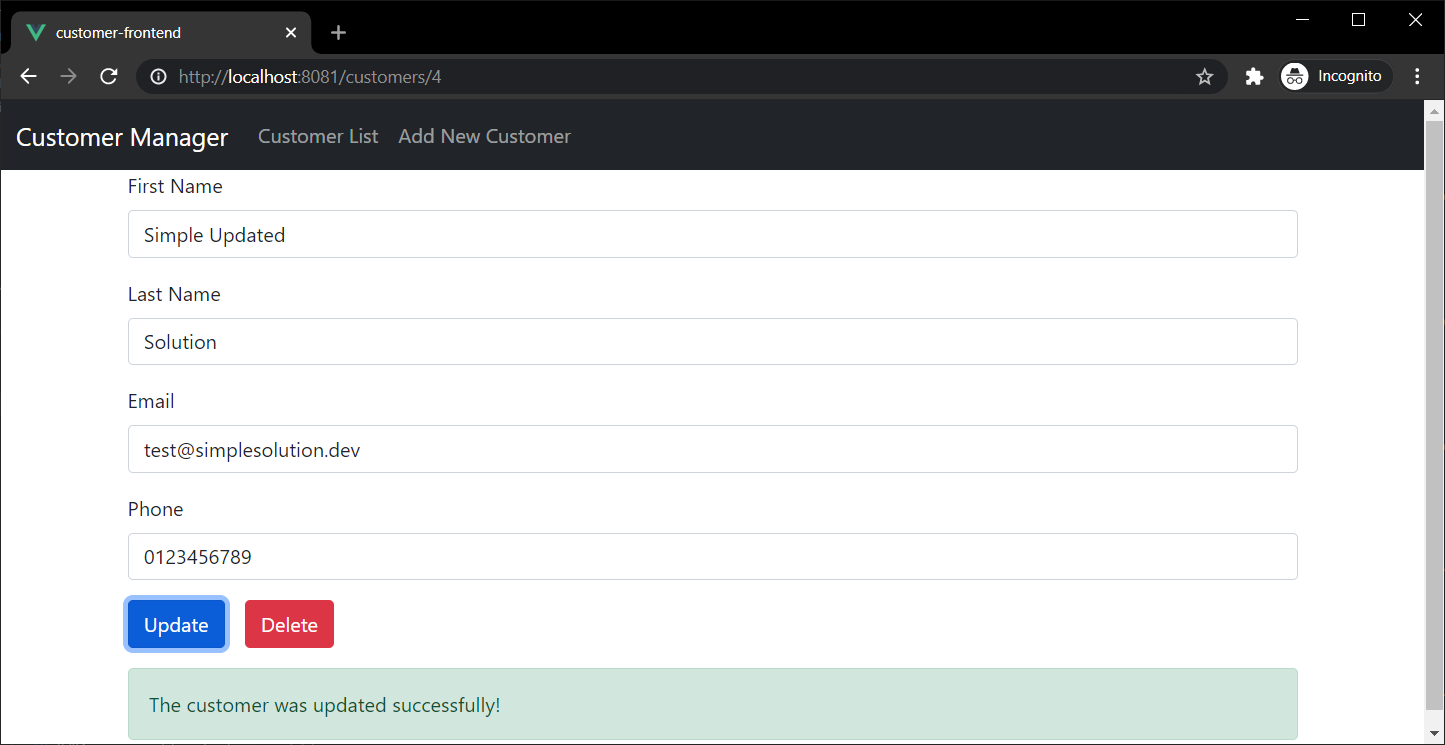 customer-frontend
http://localhost:8081/customers/4
Incognito
Customer Manager Customer List Add New Customer
First Name
Simple Updated
Last Name
Solution
Email
test@simplesolution.dev
Phone
0123456789
Update Delete
The customer was updated successfully!